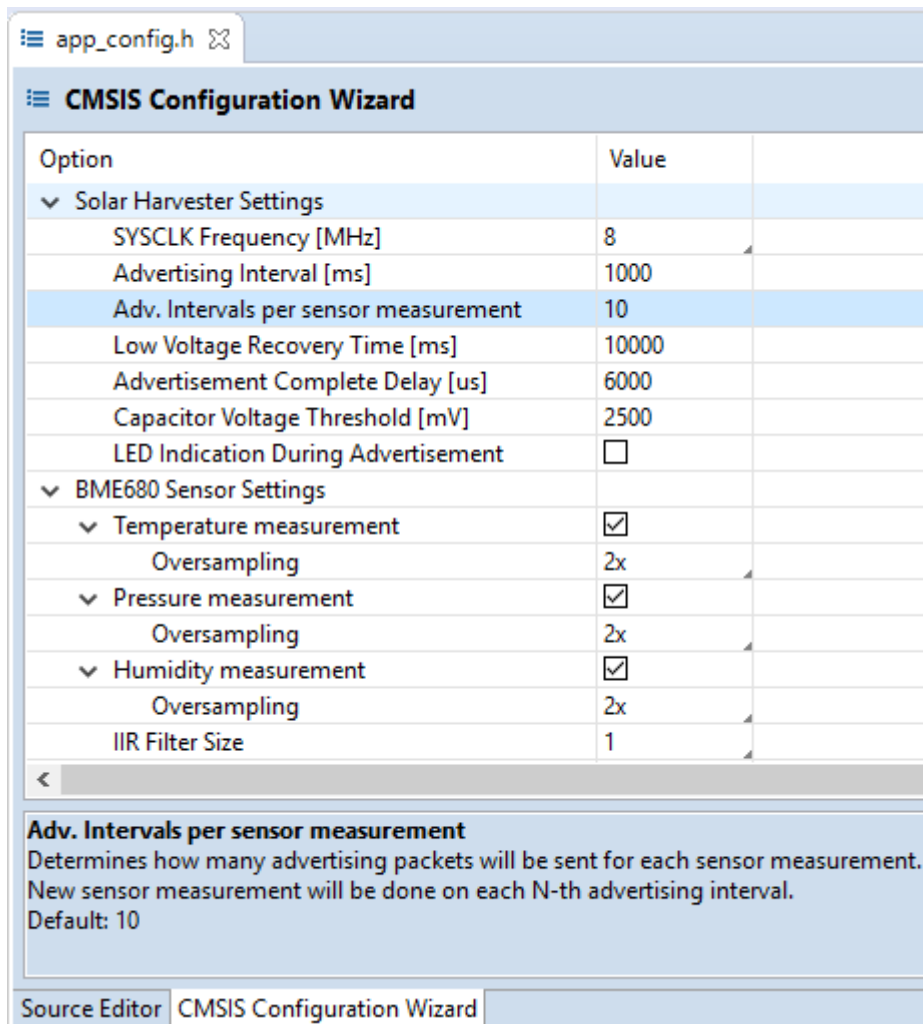 app_config.h
CMSIS Configuration Wizard
Option Value
Solar Harvester Settings
SYSCLK Frequency [MHz] 8
Advertising Interval [ms] 1000
Adv. Intervals per sensor measurement 10
Low Voltage Recovery Time [ms] 10000
Advertisement Complete Delay [us] 6000
Capacitor Voltage Threshold [mV] 2500
LED Indication During Advertisement
BME680 Sensor Settings
Temperature measurement
Oversampling 2x
Pressure measurement
Oversampling 2x
Humidity measurement
Oversampling 2x
IIR Filter Size 1
Adv. Intervals per sensor measurement
Determines how many advertising packets will be sent for each sensor measurement.
New sensor measurement will be done on each N-th advertising interval.
Default: 10
Source Editor CMSIS Configuration Wizard